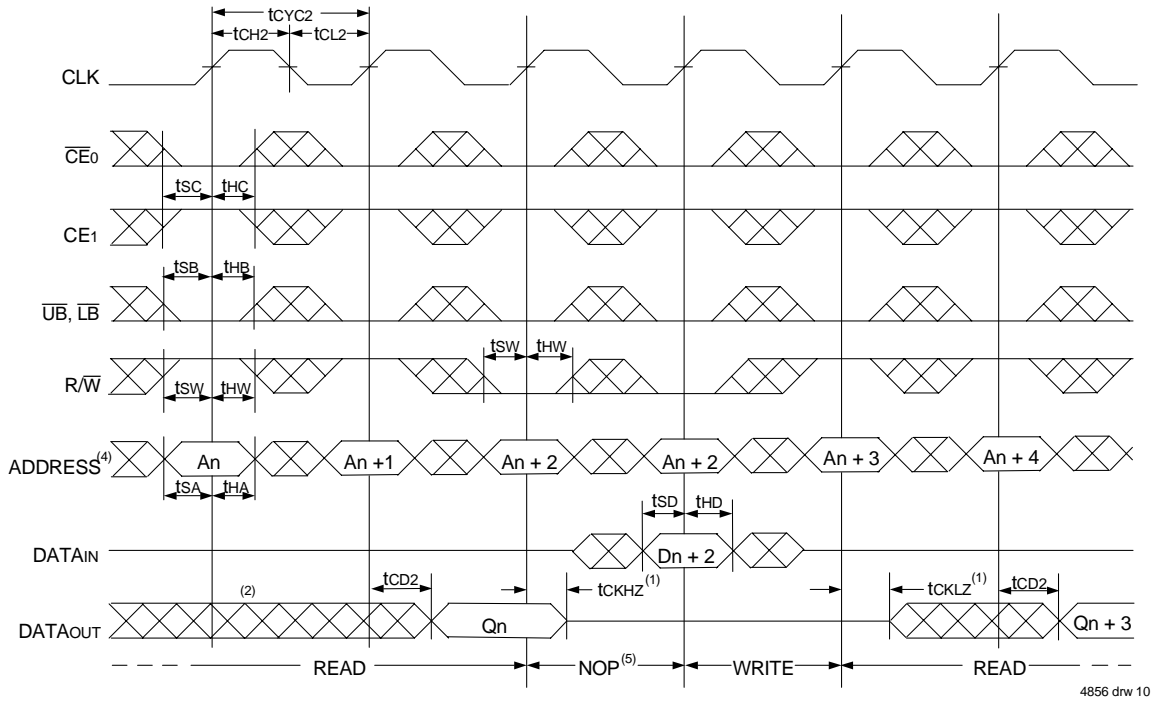 tCYC2
tCH2 tCL2
CLK
CE0
tSC tHC
CE1
tSB tHB
UB, LB
tSW tHW
R/W
tSW tHW
ADDRESS(4) An An +1 An + 2 An + 2 An + 3 An + 4
tSA tHA
tSD tHD
DATAIN Dn + 2
tCD2 tCKHZ(1) tCKLZ(1) tCD2
(2)
DATAOUT Qn Qn + 3
READ NOP(5) WRITE READ
4856 drw 10